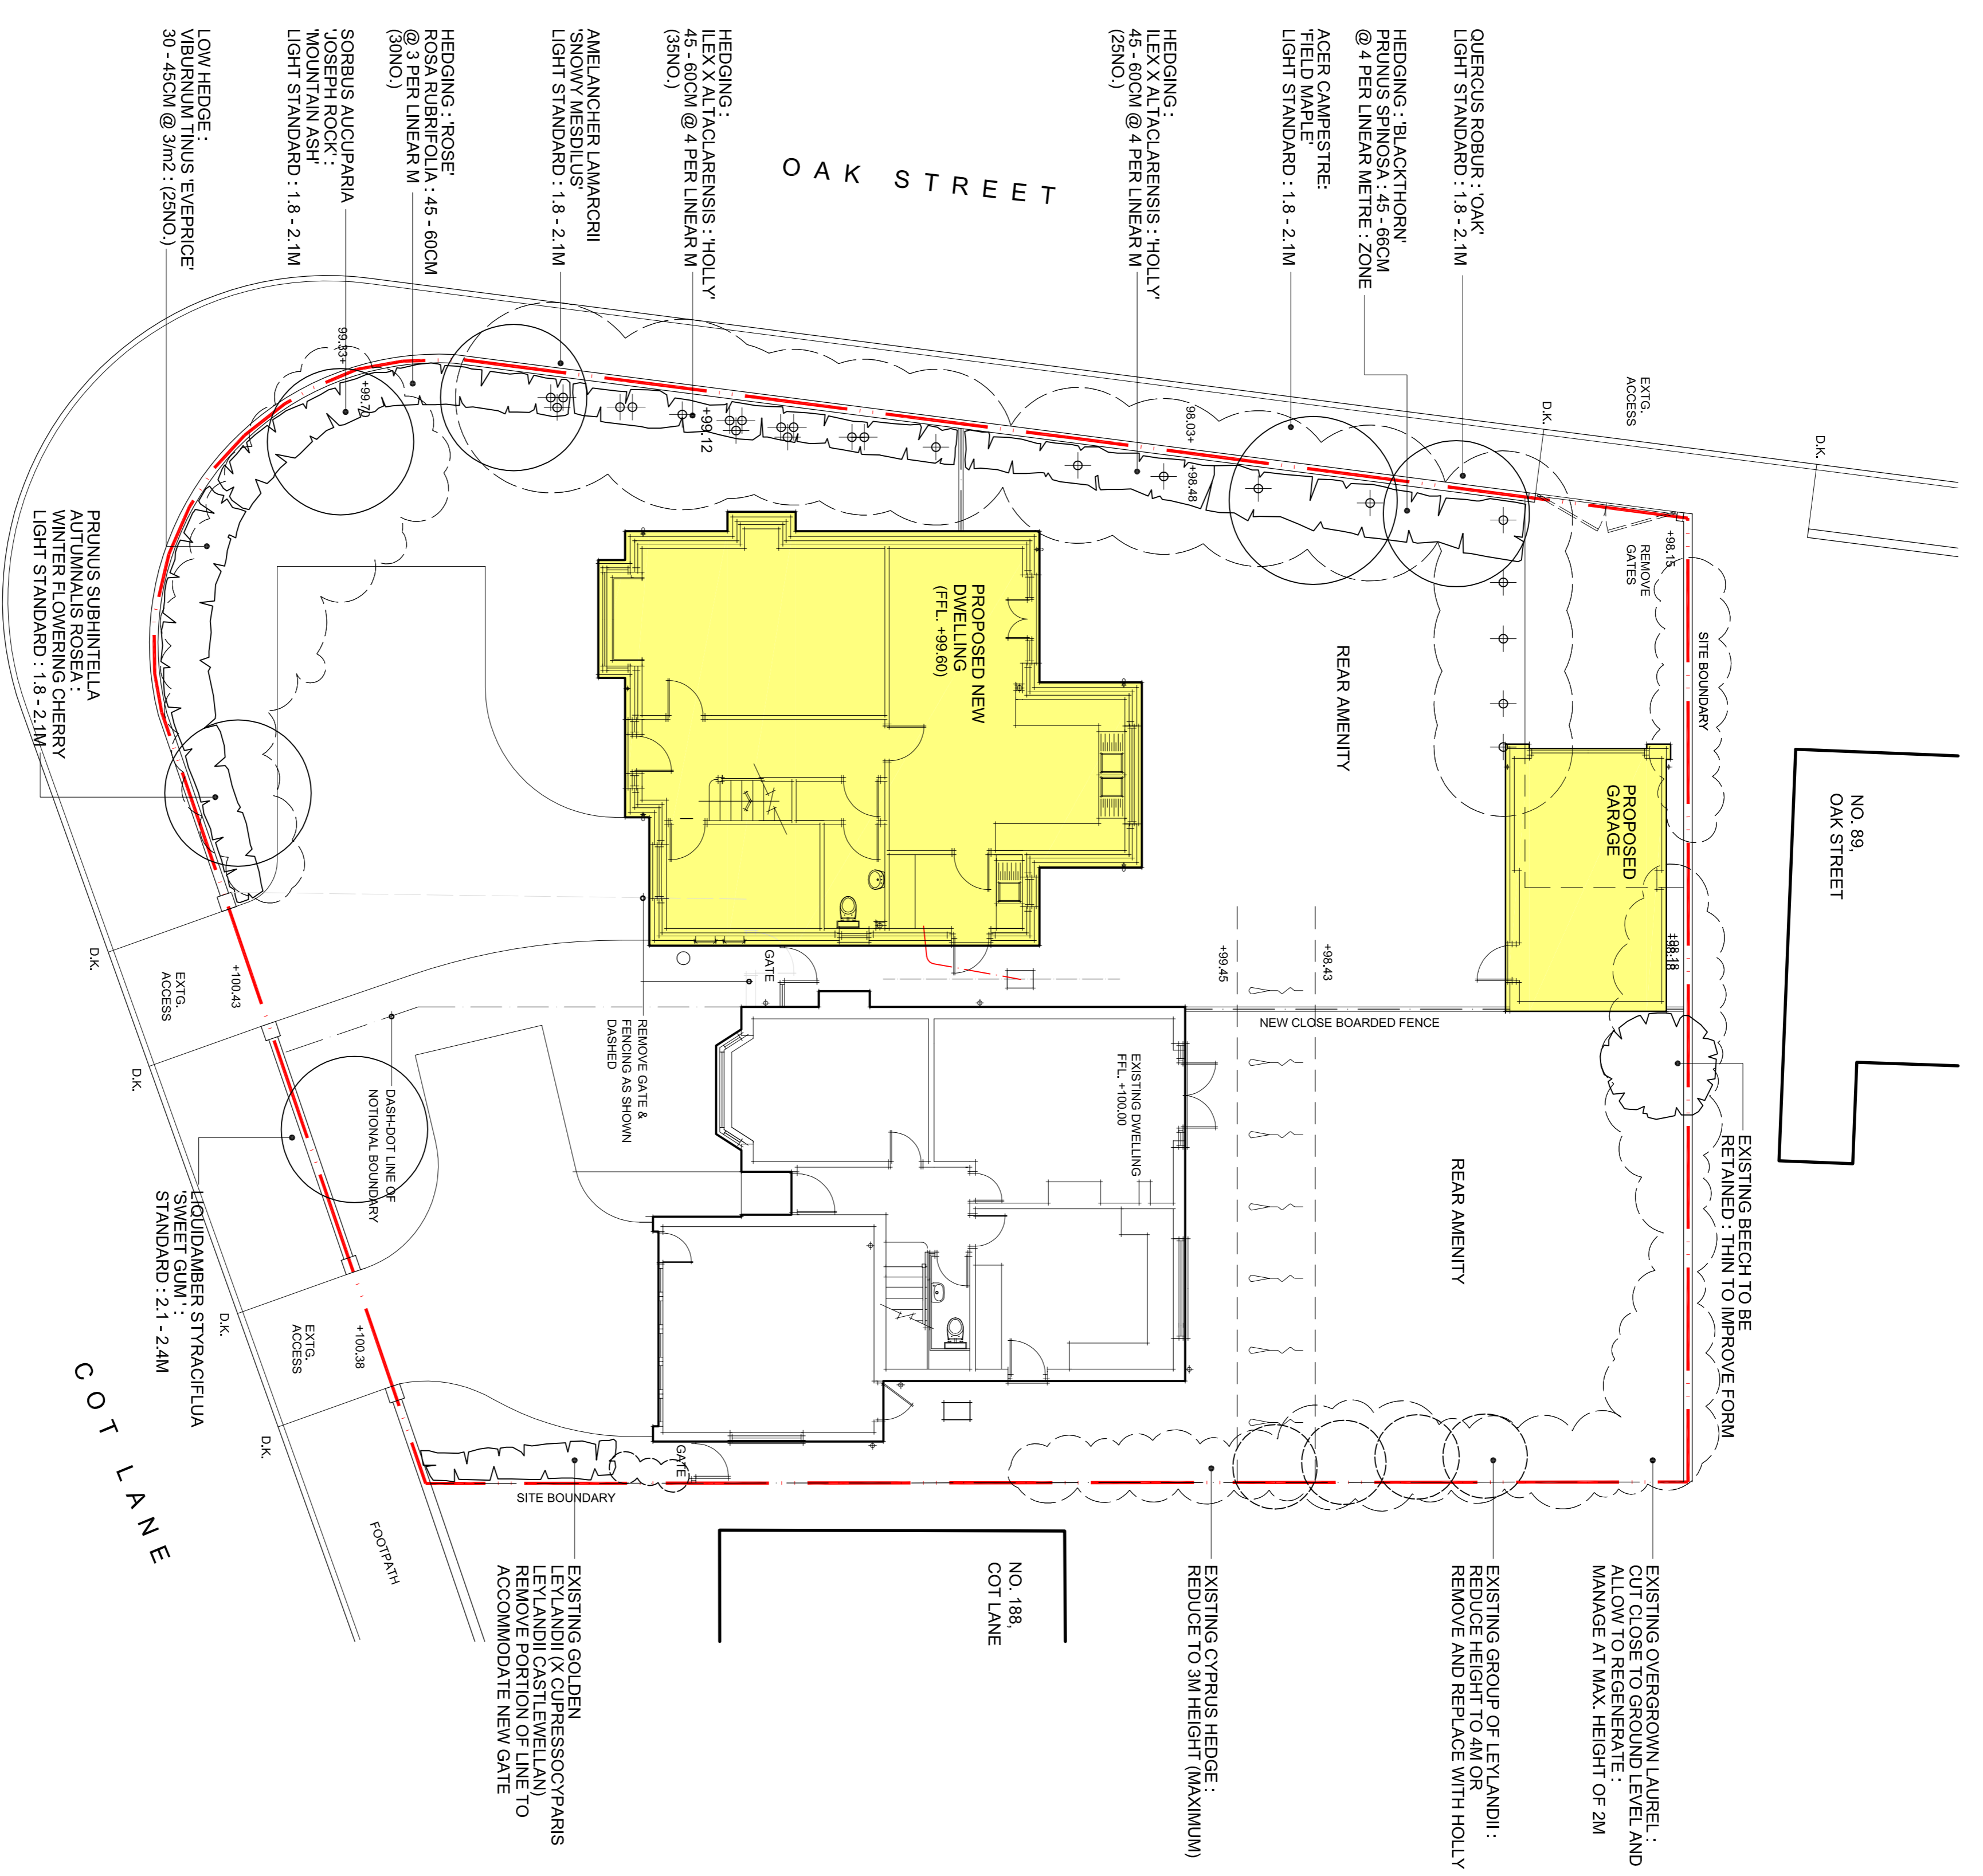 QUERCUS ROBUR : 'OAK'
LIGHT STANDARD : 1.8 - 2.1M
HEDGING : 'BLACKTHORN'
PRUNUS SPINOSA : 45 - 66CM
@ 4 PER LINEAR METRE : ZONE
ACER CAMPESTRE:
'FIELD MAPLE'
LIGHT STANDARD : 1.8 - 2.1M
HEDGING :
ILEX X ALTACLARENSIS : 'HOLLY'
45 - 60CM @ 4 PER LINEAR M
(25NO.)
HEDGING :
ILEX X ALTACLARENSIS : 'HOLLY'
45 - 60CM @ 4 PER LINEAR M
(35NO.)
AMELANCHER LAMARCRII
'SNOWY MESDILUS'
LIGHT STANDARD : 1.8 - 2.1M
HEDGING : 'ROSE'
ROSA RUBRIFOLIA : 45 - 60CM
@ 3 PER LINEAR M
(30NO.)
SORBUS AUCUPARIA
'JOSEPH ROCK' :
'MOUNTAIN ASH'
LIGHT STANDARD : 1.8 - 2.1M
LOW HEDGE :
VIBURNUM TINUS 'EVEPRICE'
30 - 45CM @ 3/m2 : (25NO.)
OAK STREET
EXTG.
ACCESS
D.K.
D.K.
98.03+
+98.48
+99.12
99.33+
+99.70
+98.15
REMOVE
GATES
SITE BOUNDARY
PRUNUS SUBHINTELLA
AUTUMNALIS ROSEA :
WINTER FLOWERING CHERRY
LIGHT STANDARD : 1.8 - 2.1M
PROPOSED NEW
DWELLING
(FFL. +99.60)
REAR AMENITY
PROPOSED
GARAGE
NO. 89,
OAK STREET
+98.18
+98.43
+99.45
GATE
NEW CLOSE BOARDED FENCE
REMOVE GATE &
FENCING AS SHOWN
DASHED
EXISTING DWELLING
FFL. +100.00
D.K.
EXTG.
ACCESS
+100.43
D.K.
DASH-DOT LINE OF
NOTIONAL BOUNDARY
REAR AMENITY
EXISTING BEECH TO BE
RETAINED : THIN TO IMPROVE FORM
LIQUIDAMBER STYRACIFLUA
'SWEET GUM' :
STANDARD : 2.1 - 2.4M
D.K.
EXTG.
ACCESS
+100.38
D.K.
COT LANE
GATE
SITE BOUNDARY
FOOTPATH
NO. 188,
COT LANE
EXISTING OVERGROWN LAUREL :
CUT CLOSE TO GROUND LEVEL AND
ALLOW TO REGENERATE :
MANAGE AT MAX. HEIGHT OF 2M
EXISTING GROUP OF LEYLANDII :
REDUCE HEIGHT TO 4M OR
REMOVE AND REPLACE WITH HOLLY
EXISTING CYPRUS HEDGE :
REDUCE TO 3M HEIGHT (MAXIMUM)
EXISTING GOLDEN
LEYLANDII (X CUPRESSOCYPARIS
LEYLANDII CASTLEWELLAN)
REMOVE PORTION OF LINE TO
ACCOMMODATE NEW GATE